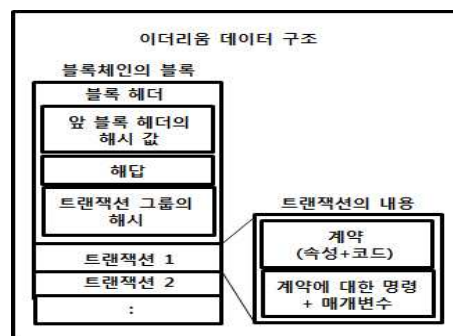 이더리움 데이터 구조
블록체인의 블록
블록 헤더
앞 블록 헤더의
해시 값
해답
트랜잭션 그룹의
해시
트랜잭션 1
트랜잭션 2
:
트랜잭션의 내용
계약
(속성+코드)
계약에 대한 명령
+ 매개변수